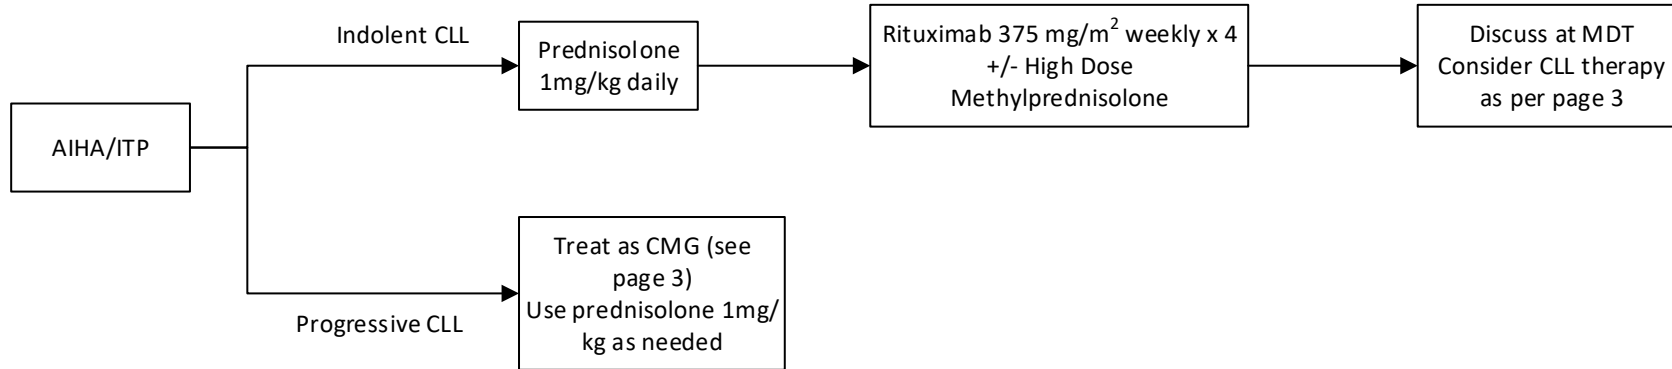 AIHA/ITP
Indolent CLL
Prednisolone
1mg/kg daily
Rituximab 375 mg/m² weekly x 4
+/- High Dose
Methylprednisolone
Discuss at MDT
Consider CLL therapy
as per page 3
Progressive CLL
Treat as CMG (see
page 3)
Use prednisolone 1mg/
kg as needed